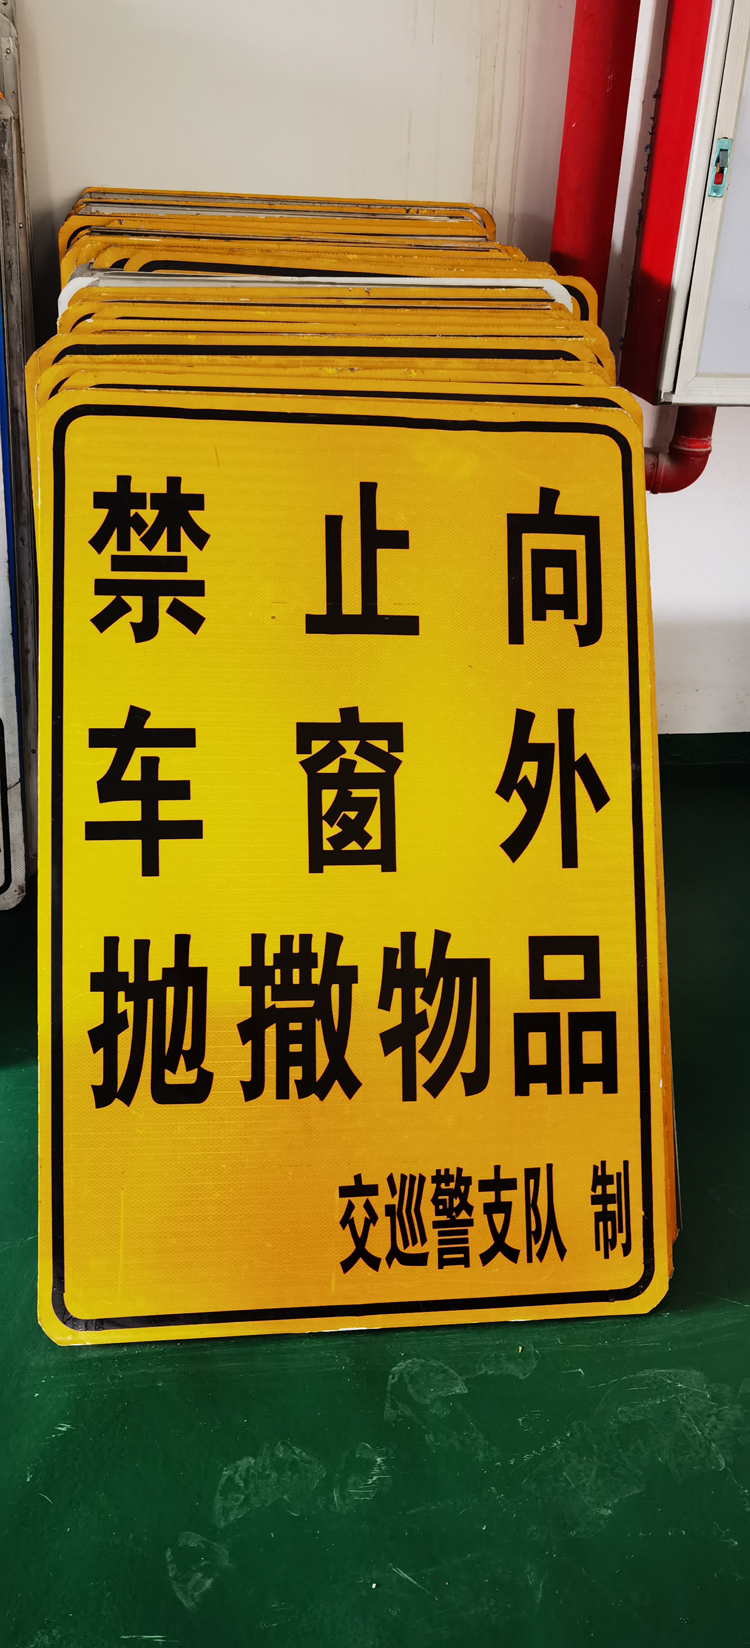 禁止向
车窗外
抛撒物品
交巡警支队 制